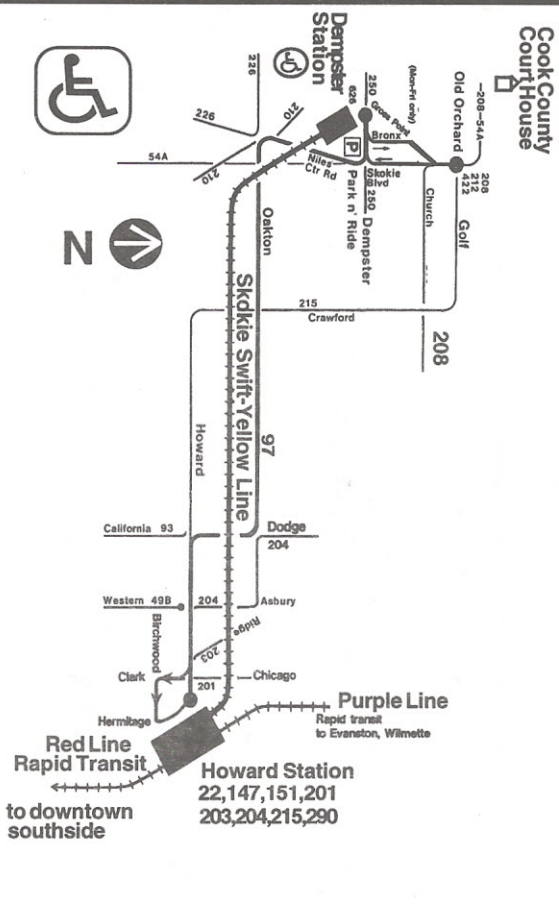 Cook County
Court House
Dempster
Station
Old Orchard
(Mon-Fri only)
—208—54A—
208
212
422
250
Gross Point
626
Bronx
P
Skokie
Blvd
250
Dempster
Park n' Ride
Niles
Ctr Rd
Church
Golf
226
226
210
210
54A
Oakton
N
Skokie Swift-Yellow Line
215
Crawford
208
97
Howard
California 93
Dodge
204
Western 49B
204
Asbury
Birchwood
Ridge
203
Clark
201
Chicago
Hermitage
Purple Line
Rapid transit
to Evanston, Wilmette
Red Line
Rapid Transit
Howard Station
22,147,151,201
203,204,215,290
to downtown
southside